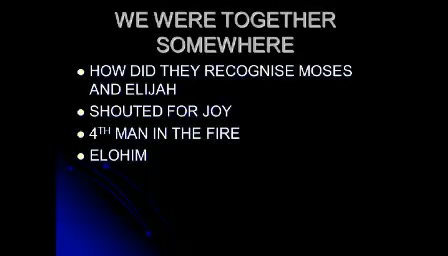 WE WERE TOGETHER
SOMEWHERE
● HOW DID THEY RECOGNISE MOSES
AND ELIJAH
● SHOUTED FOR JOY
● 4TH MAN IN THE FIRE
● ELOHIM